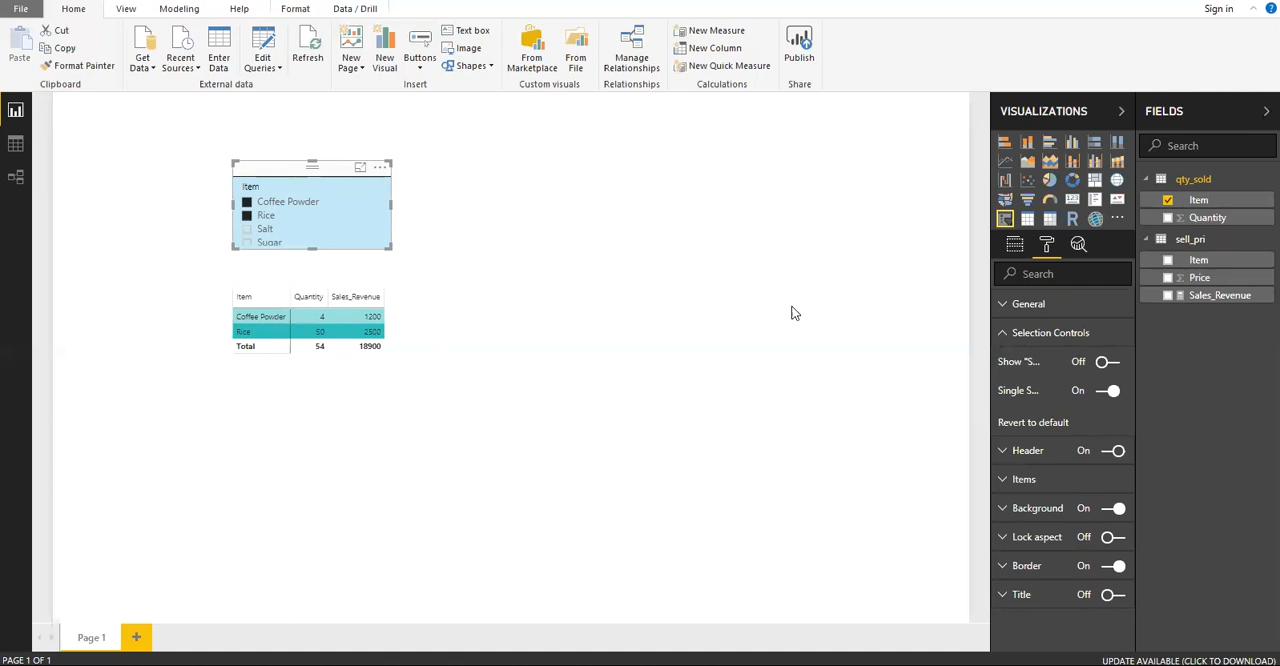 File Home View Modeling Help Format Data / Drill Sign in ?
Paste Cut Copy Format Painter
Clipboard
Get Data Recent Sources Enter Data Edit Queries Refresh
External data
New Page New Visual Buttons Text box Image Shapes
Insert
From Marketplace From File
Custom visuals
Manage Relationships
Relationships
New Measure
New Column
New Quick Measure
Calculations
Publish
Share
Item
Coffee Powder
Rice
Salt
Sugar
Item Quantity Sales_Revenue
Coffee Powder 4 1200
Rice 50 2500
Total 54 18900
VISUALIZATIONS
R
Search
General
Selection Controls
Show "S... Off
Single S... On
Revert to default
Header On
Items
Background On
Lock aspect Off
Border On
Title Off
FIELDS
Search
qty_sold
Item
Σ Quantity
sell_pri
Item
Σ Price
Sales_Revenue
Page 1 +
PAGE 1 OF 1
UPDATE AVAILABLE (CLICK TO DOWNLOAD)